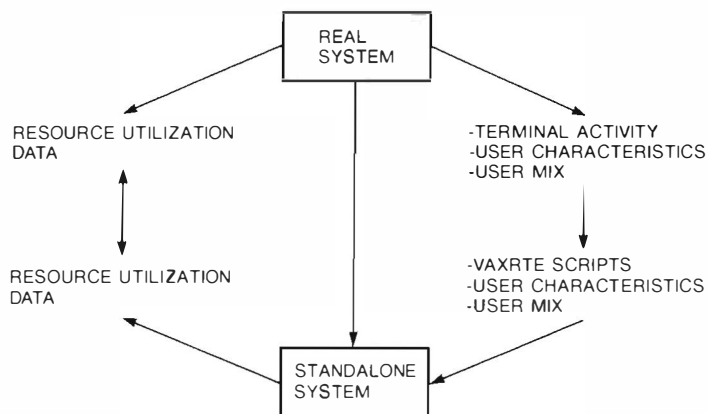 REAL
SYSTEM
RESOURCE UTILIZATION
DATA
-TERMINAL ACTIVITY
-USER CHARACTERISTICS
-USER MIX
RESOURCE UTILIZATION
DATA
-VAXRTE SCRIPTS
-USER CHARACTERISTICS
-USER MIX
STANDALONE
SYSTEM